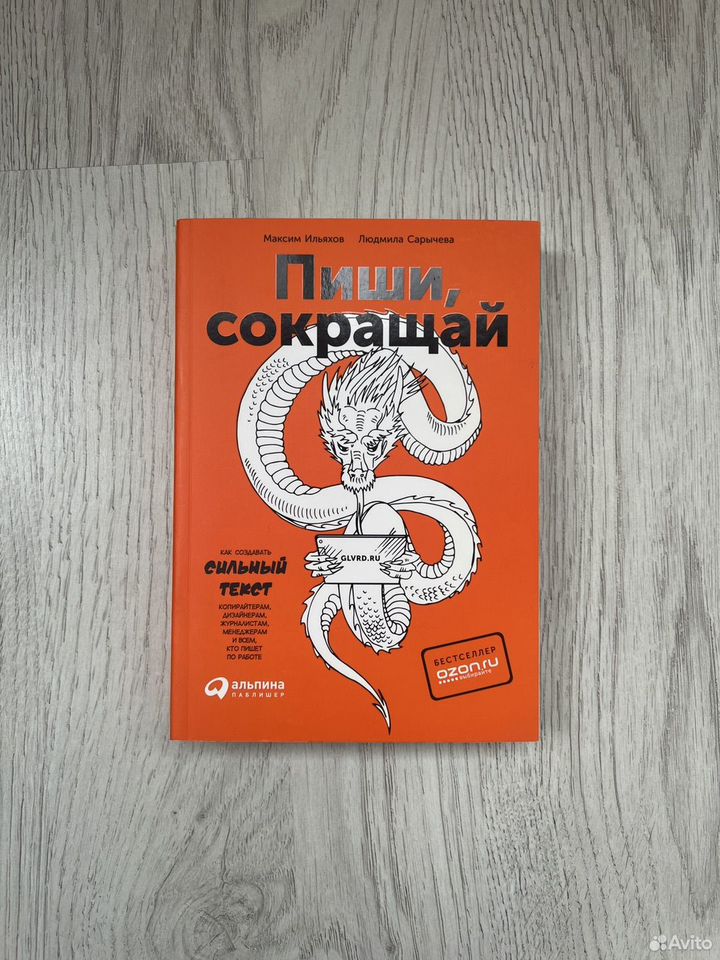 Максим Ильяхов Людмила Сарычева
Пиши,
сокращай
GLVRD.RU
КАК СОЗДАВАТЬ
СИЛЬНЫЙ
ТЕКСТ
КОПИРАЙТЕРАМ,
ДИЗАЙНЕРАМ,
ЖУРНАЛИСТАМ,
МЕНЕДЖЕРАМ
И ВСЕМ,
КТО ПИШЕТ
ПО РАБОТЕ
альпина
ПАБЛИШЕР
БЕСТСЕЛЛЕР
ozon.ru
выбирайте
Avito